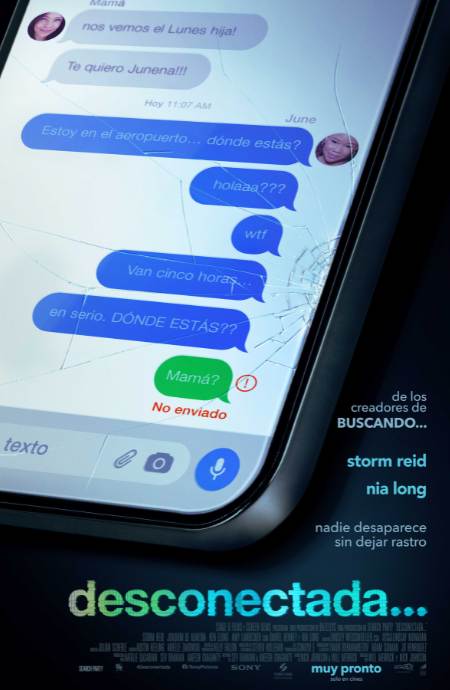 Mamá
nos vemos el Lunes hija!
Te quiero Junena!!!
Hoy 11:07 AM
June
Estoy en el aeropuerto... dónde estás?
holaaa???
wtf
Van cinco horas...
en serio. DÓNDE ESTÁS??
Mamá?
!
No enviado
texto
de los
creadores de
BUSCANDO...
storm reid
nia long
nadie desaparece
sin dejar rastro
desconectada...
SONY
muy pronto
solo en cines